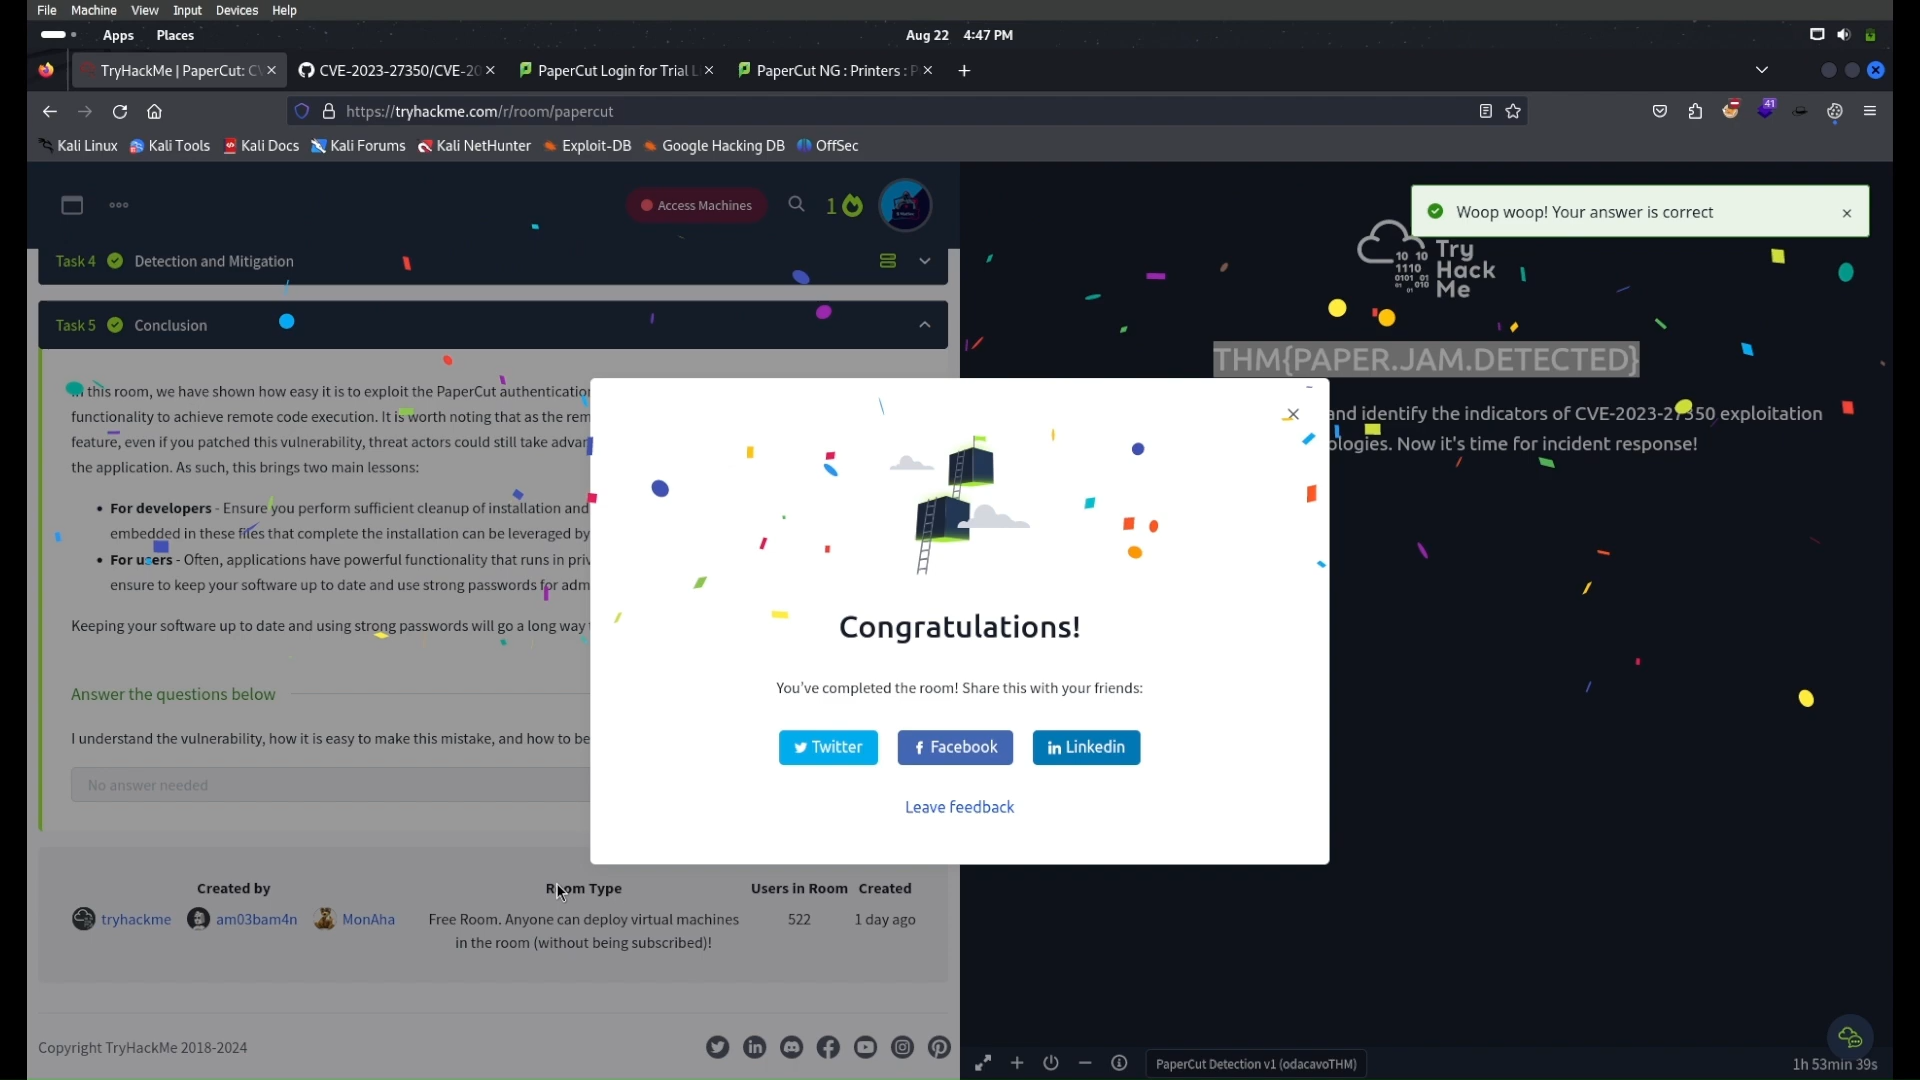 File Machine View Input Devices Help
Apps Places
Aug 22 4:47 PM
TryHackMe | PaperCut: C
CVE-2023-27350/CVE-20
PaperCut Login for Trial L
PaperCut NG : Printers : P
https://tryhackme.com/r/room/papercut
41
Kali Linux Kali Tools Kali Docs Kali Forums Kali NetHunter Exploit-DB Google Hacking DB OffSec
Access Machines
1
Woop woop! Your answer is correct
Try
Hack
Me
10 10
1110
0101 01
01 010
Task 4 Detection and Mitigation
Task 5 Conclusion
THM{PAPER.JAM.DETECTED}
and identify the indicators of CVE-2023-27350 exploitation
ologies. Now it's time for incident response!
In this room, we have shown how easy it is to exploit the PaperCut authentication
functionality to achieve remote code execution. It is worth noting that as the rem
feature, even if you patched this vulnerability, threat actors could still take advan
the application. As such, this brings two main lessons:
• For developers - Ensure you perform sufficient cleanup of installation and
embedded in these files that complete the installation can be leveraged by
• For users - Often, applications have powerful functionality that runs in priv
ensure to keep your software up to date and use strong passwords for adm
Keeping your software up to date and using strong passwords will go a long way t
Answer the questions below
I understand the vulnerability, how it is easy to make this mistake, and how to be
No answer needed
Congratulations!
You've completed the room! Share this with your friends:
Twitter
Facebook
Linkedin
Leave feedback
Created by
tryhackme am03bam4n MonAha
Room Type
Free Room. Anyone can deploy virtual machines
in the room (without being subscribed)!
Users in Room
522
Created
1 day ago
Copyright TryHackMe 2018-2024
PaperCut Detection v1 (odacavoTHM)
1h 53min 39s